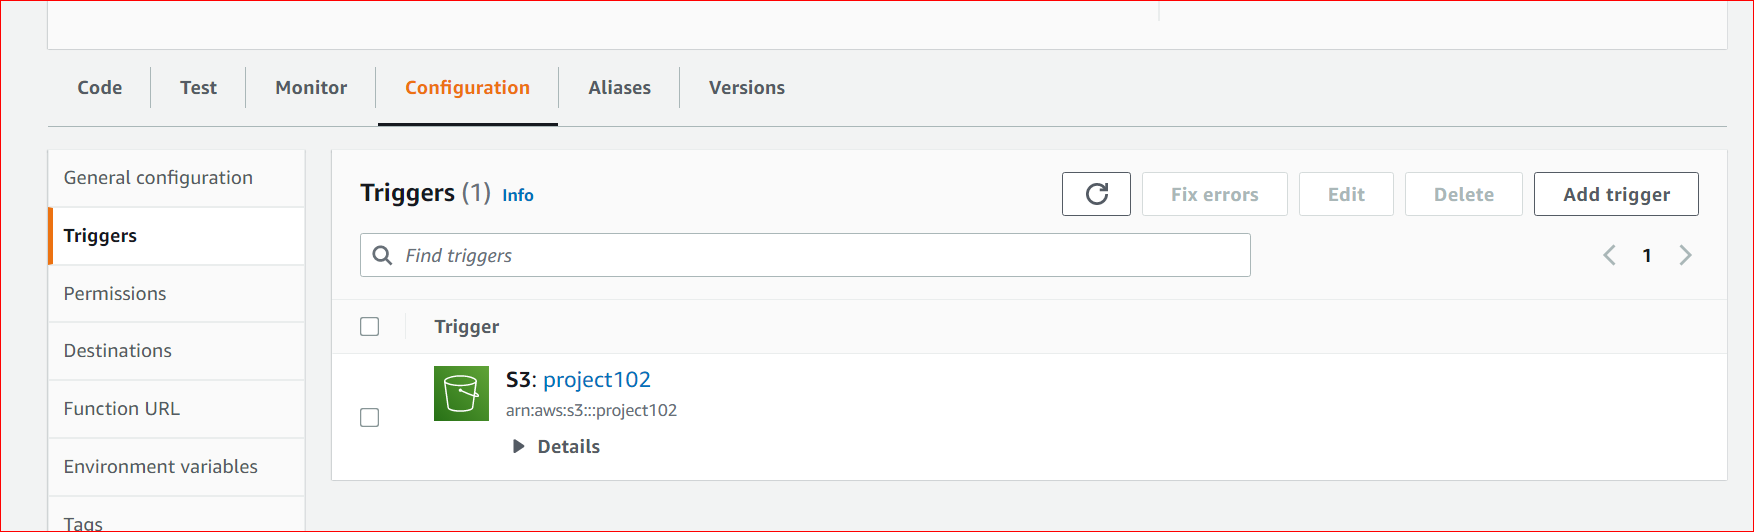 Code Test Monitor Configuration Aliases Versions
General configuration
Triggers
Permissions
Destinations
Function URL
Environment variables
Tags
Triggers (1) Info
Fix errors Edit Delete Add trigger
Find triggers
1
Trigger
S3: project102
arn:aws:s3:::project102
Details